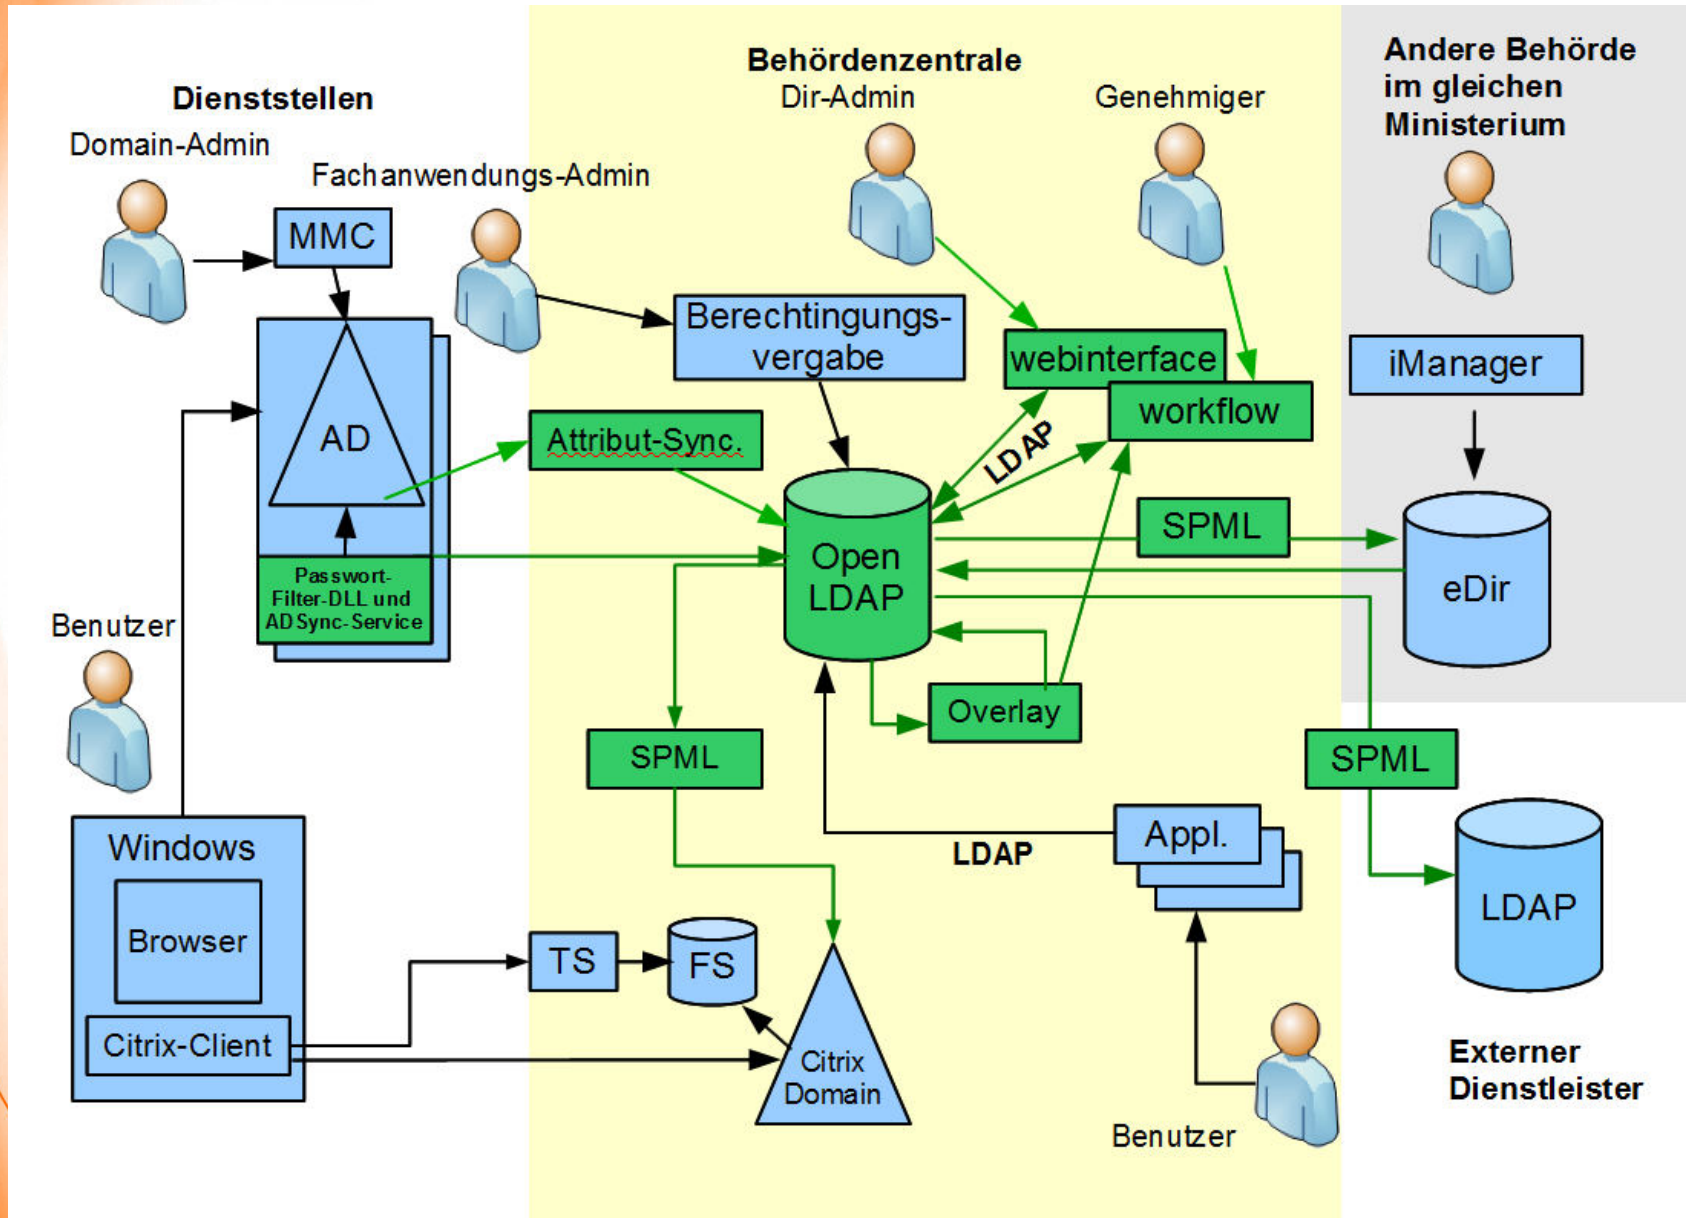 Dienststellen
Domain-Admin
MMC
Fachanwendungs-Admin
AD
Passwort-
Filter-DLL und
AD Sync-Service
Benutzer
Windows
Browser
Citrix-Client
Behördenzentrale
Dir-Admin
Genehmiger
Berechtingungs-
vergabe
webinterface
workflow
Attribut-Sync.
LDAP
Open
LDAP
SPML
Overlay
SPML
LDAP
Appl.
TS
FS
Citrix
Domain
Benutzer
Andere Behörde
im gleichen
Ministerium
iManager
eDir
SPML
LDAP
Externer
Dienstleister